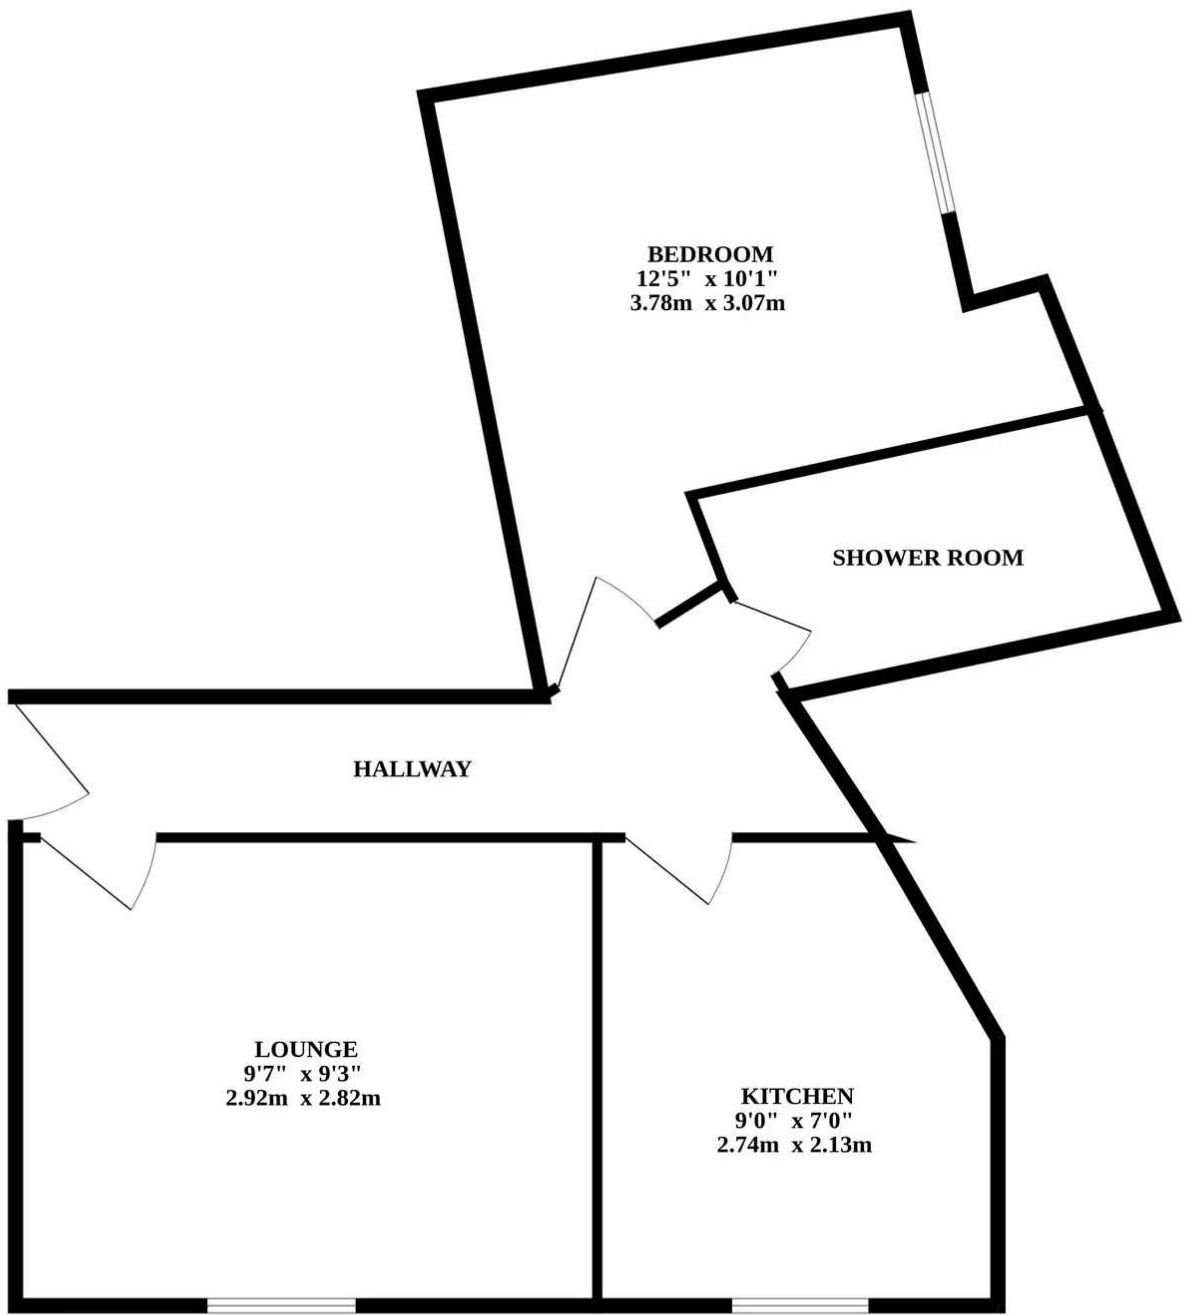 BEDROOM
12'5" x 10'1"
3.78m x 3.07m
SHOWER ROOM
HALLWAY
LOUNGE
9'7" x 9'3"
2.92m x 2.82m
KITCHEN
9'0" x 7'0"
2.74m x 2.13m